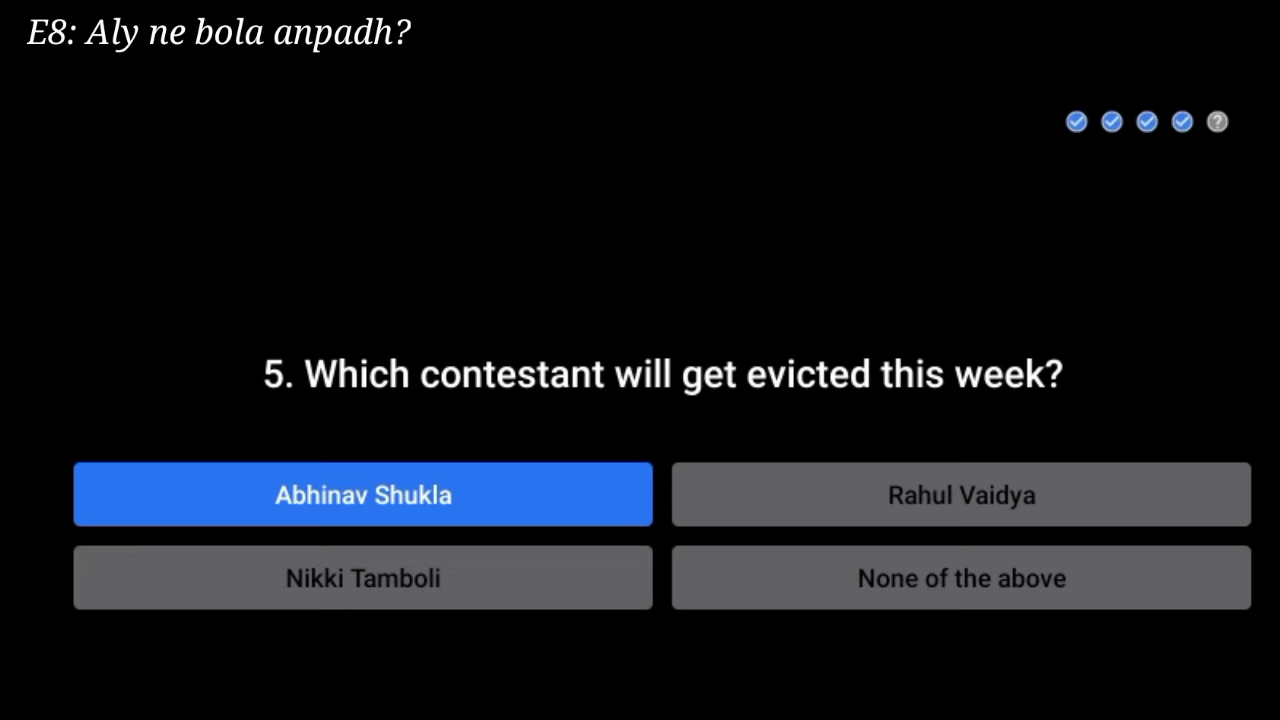 E8: Aly ne bola anpadh?
?
5. Which contestant will get evicted this week?
Abhinav Shukla
Rahul Vaidya
Nikki Tamboli
None of the above